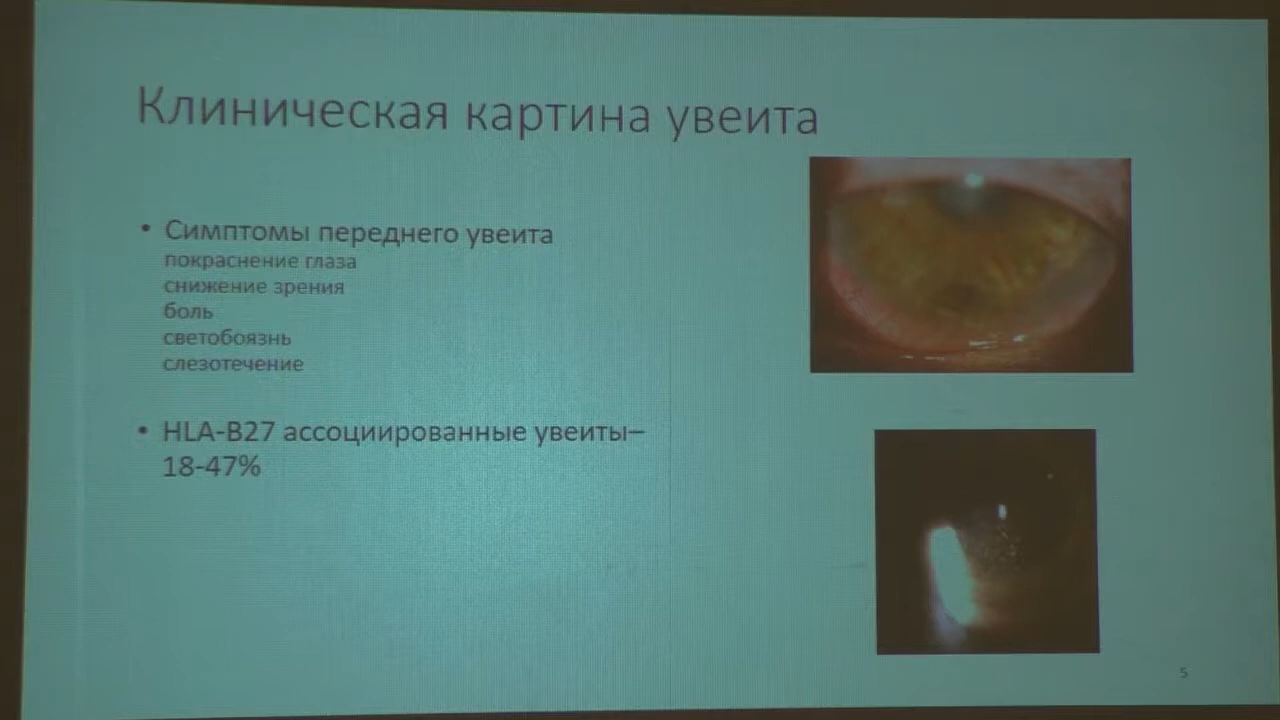 Клиническая картина увеита
• Симптомы переднего увеита
покраснение глаза
снижение зрения
боль
светобоязнь
слезотечение
• HLA-B27 ассоциированные увеиты–
18-47%
5